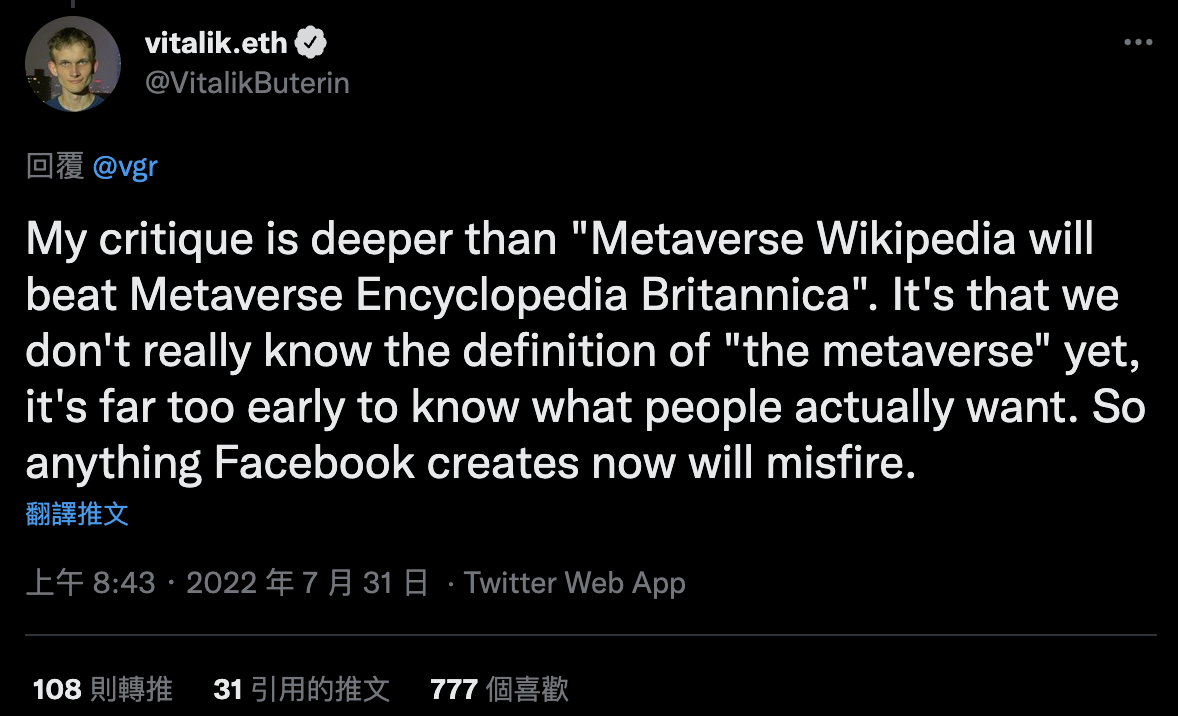 vitalik.eth
@VitalikButerin
回覆 @vgr
My critique is deeper than "Metaverse Wikipedia will
beat Metaverse Encyclopedia Britannica". It's that we
don't really know the definition of "the metaverse" yet,
it's far too early to know what people actually want. So
anything Facebook creates now will misfire.
翻譯推文
上午 8:43 · 2022 年 7 月 31 日 · Twitter Web App
108 則轉推 31 引用的推文 777 個喜歡